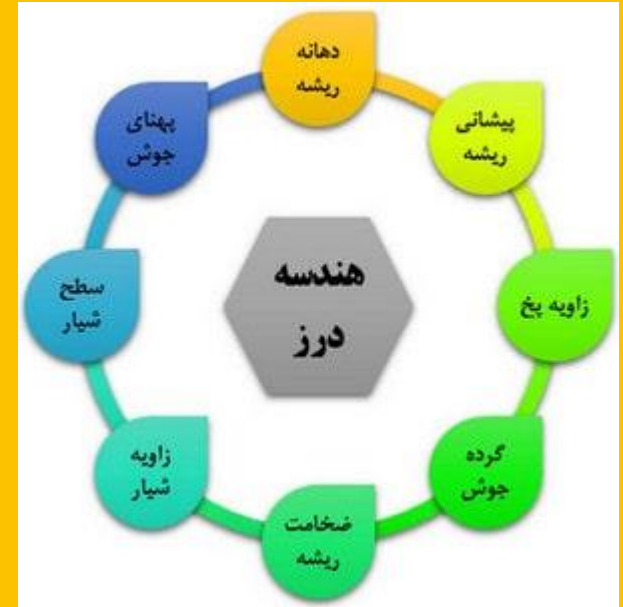 دهانه
ریشه
پیشانی
ریشه
زاویه پخ
گرده
جوش
ضخامت
ریشه
زاویه
شیار
سطح
شیار
پهنای
جوش
هندسه
درز